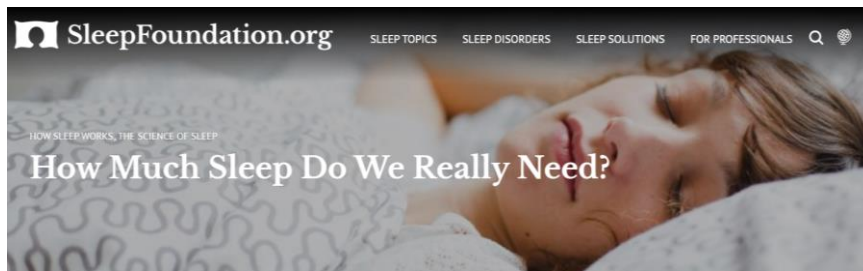 SleepFoundation.org
SLEEP TOPICS SLEEP DISORDERS SLEEP SOLUTIONS FOR PROFESSIONALS
HOW SLEEP WORKS, THE SCIENCE OF SLEEP
How Much Sleep Do We Really Need?